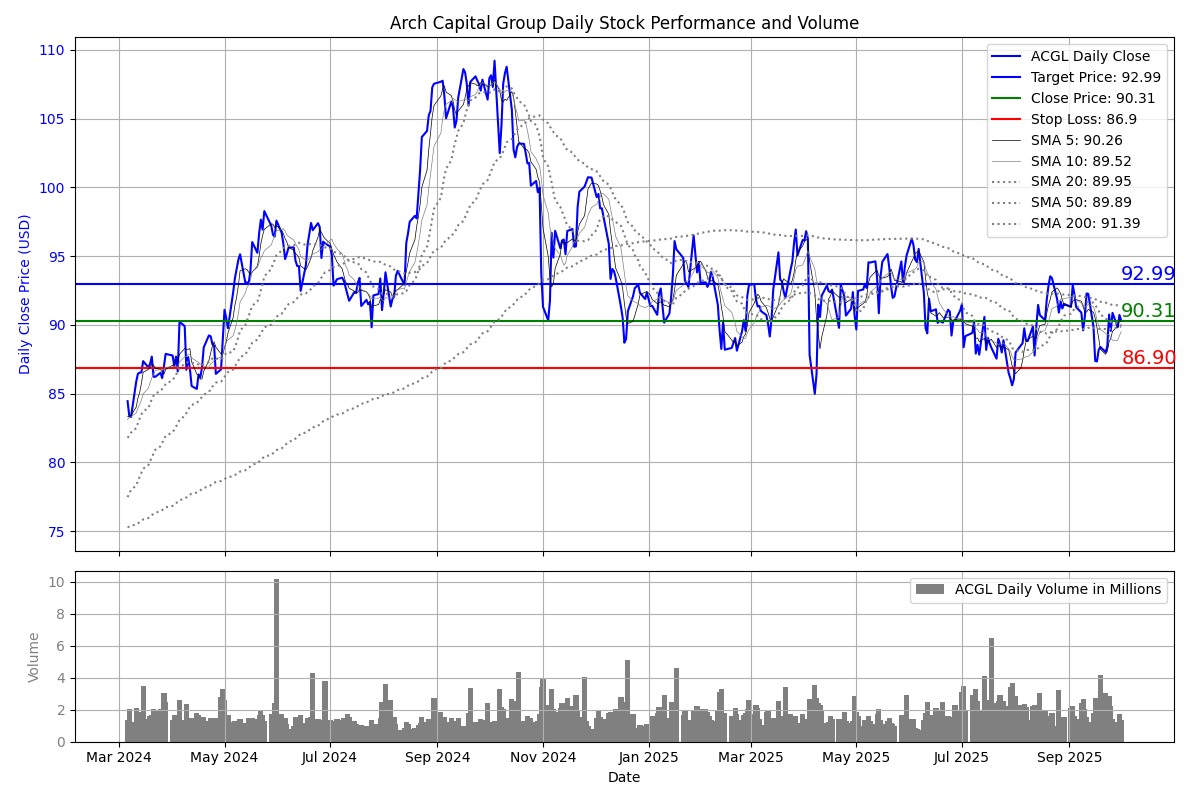 Arch Capital Group Daily Stock Performance and Volume
110
105
100
95
90
85
80
75
Daily Close Price (USD)
ACGL Daily Close
Target Price: 92.99
Close Price: 90.31
Stop Loss: 86.9
SMA 5: 90.26
SMA 10: 89.52
SMA 20: 89.95
SMA 50: 89.89
SMA 200: 91.39
92.99
90.31
86.90
10
8
6
4
2
0
Volume
ACGL Daily Volume in Millions
Mar 2024
May 2024
Jul 2024
Sep 2024
Nov 2024
Jan 2025
Mar 2025
May 2025
Jul 2025
Sep 2025
Date